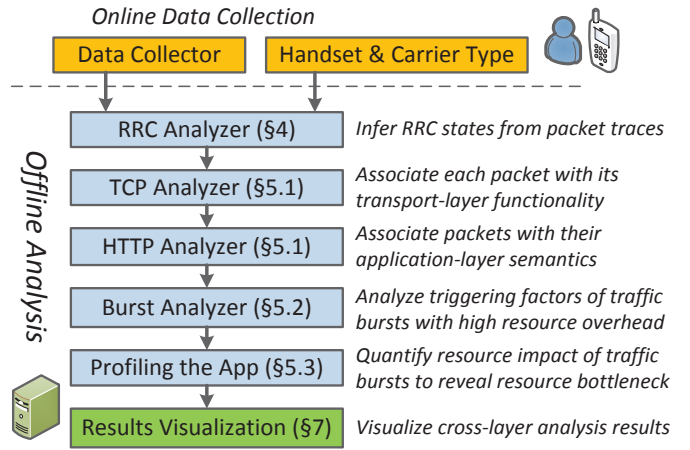 Online Data Collection
Data Collector
Handset & Carrier Type
Offline Analysis
RRC Analyzer (§4)
Infer RRC states from packet traces
TCP Analyzer (§5.1)
Associate each packet with its
transport-layer functionality
HTTP Analyzer (§5.1)
Associate packets with their
application-layer semantics
Burst Analyzer (§5.2)
Analyze triggering factors of traffic
bursts with high resource overhead
Profiling the App (§5.3)
Quantify resource impact of traffic
bursts to reveal resource bottleneck
Results Visualization (§7)
Visualize cross-layer analysis results